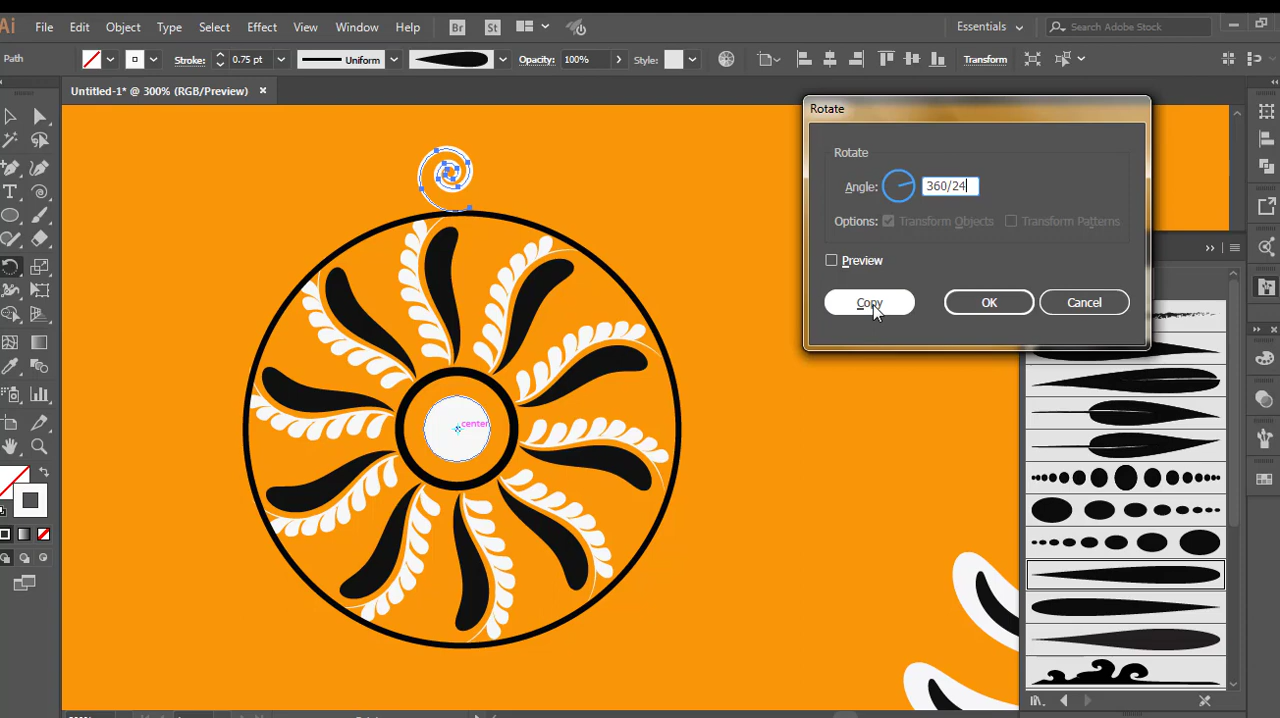 Ai File Edit Object Type Select Effect View Window Help Br St Essentials Search Adobe Stock
Path Stroke: 0.75 pt Uniform Opacity: 100% Style: Transform
Untitled-1* @ 300% (RGB/Preview) ×
Rotate
Rotate
Angle: 360/24
Options: Transform Objects Transform Patterns
Preview
Copy OK Cancel
center